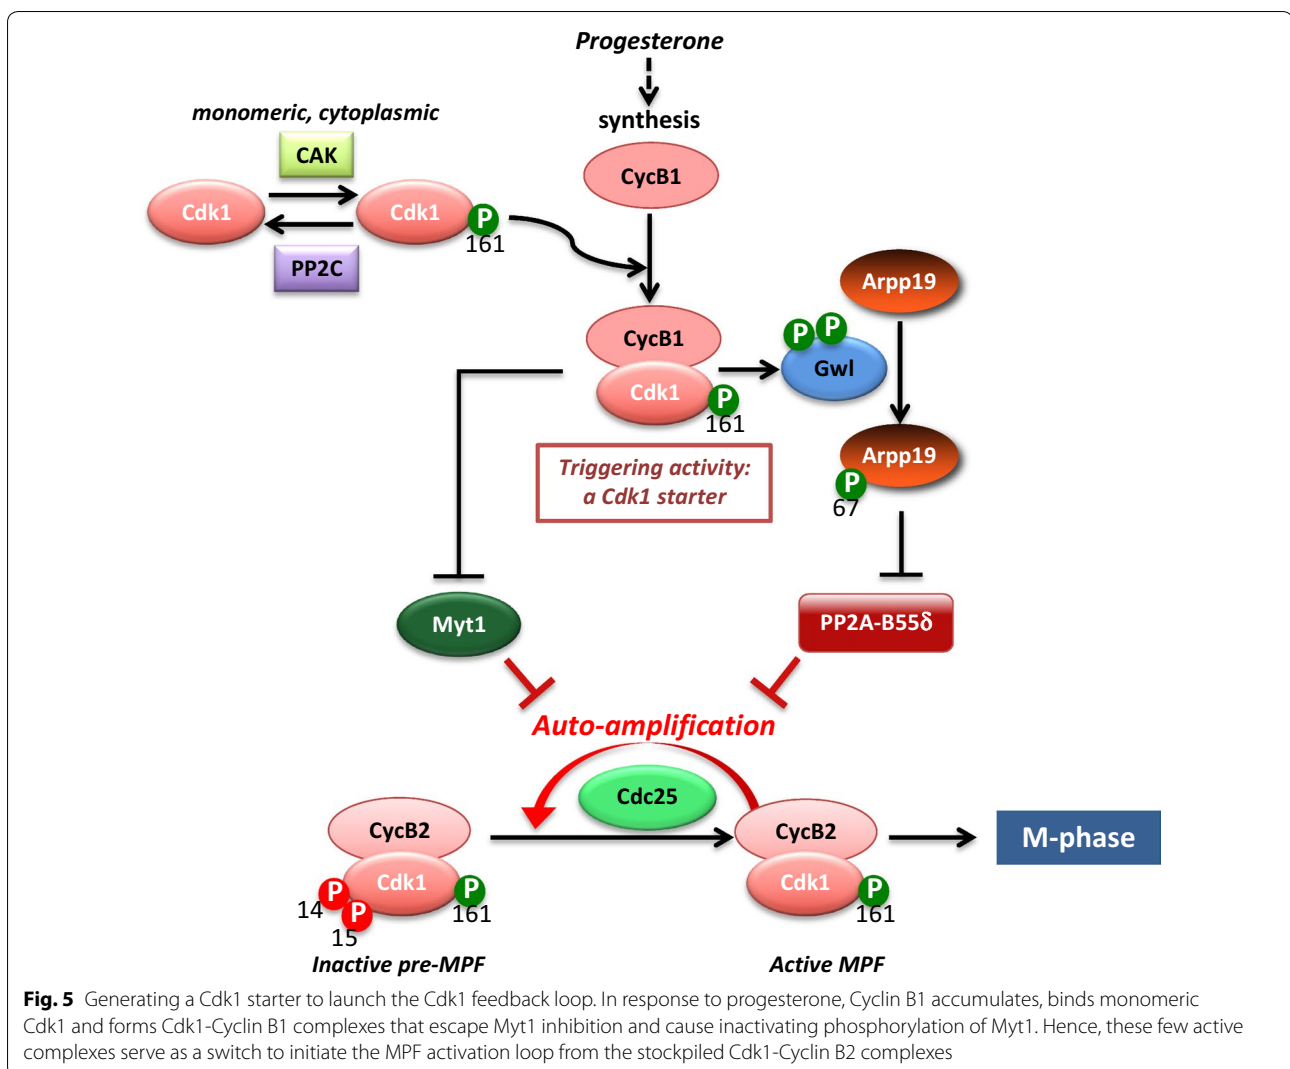 Progesterone
synthesis
monomeric, cytoplasmic
CAK
CycB1
Cdk1
Cdk1
P
161
PP2C
Arpp19
CycB1
Cdk1
P
161
P
P
Gwl
Arpp19
P
67
Triggering activity:
a Cdk1 starter
Myt1
PP2A-B55δ
Auto-amplification
Cdc25
CycB2
Cdk1
P
14
P
15
P
161
CycB2
Cdk1
P
161
M-phase
Inactive pre-MPF
Active MPF
Fig. 5 Generating a Cdk1 starter to launch the Cdk1 feedback loop. In response to progesterone, Cyclin B1 accumulates, binds monomeric
Cdk1 and forms Cdk1-Cyclin B1 complexes that escape Myt1 inhibition and cause inactivating phosphorylation of Myt1. Hence, these few active
complexes serve as a switch to initiate the MPF activation loop from the stockpiled Cdk1-Cyclin B2 complexes